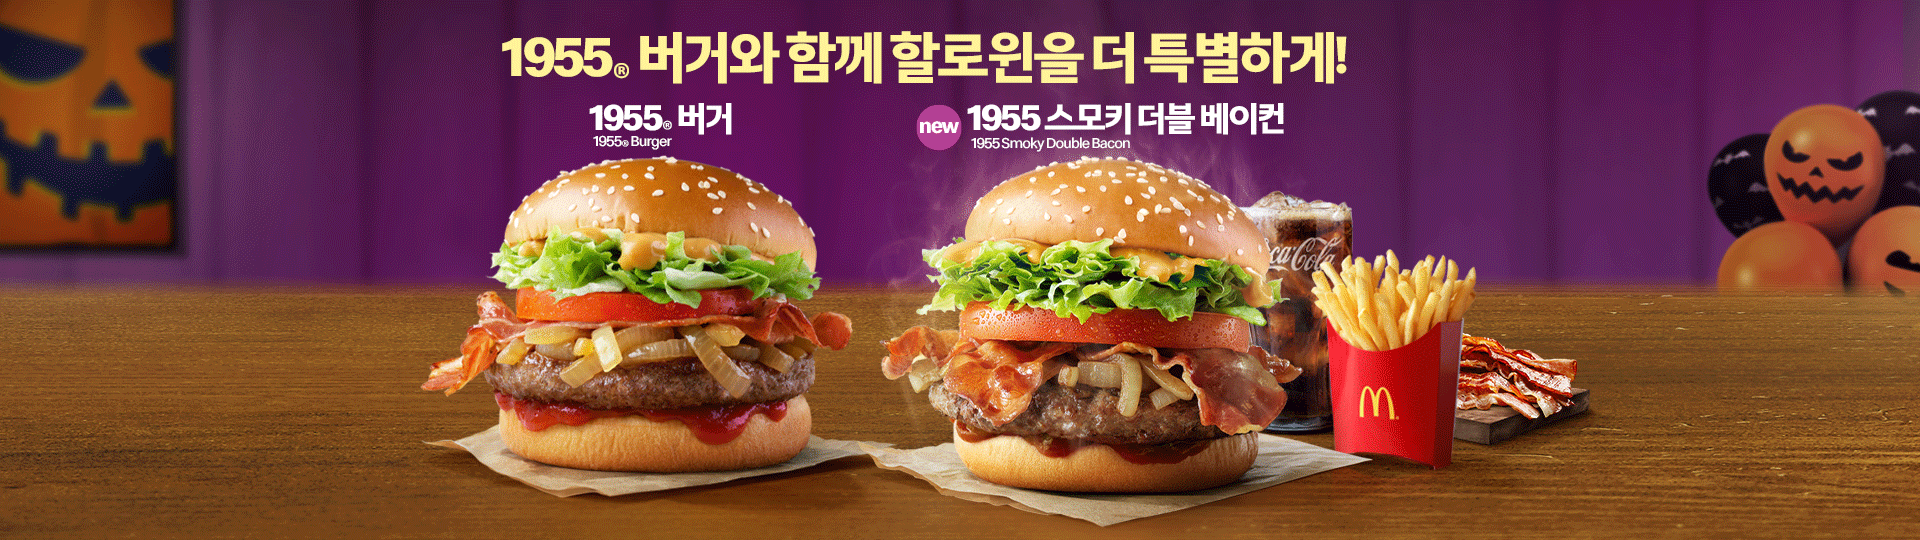 1955® 버거와 함께 할로윈을 더 특별하게!
1955® 버거
1955® Burger
new 1955 스모키 더블 베이컨
1955 Smoky Double Bacon
Coca-Cola